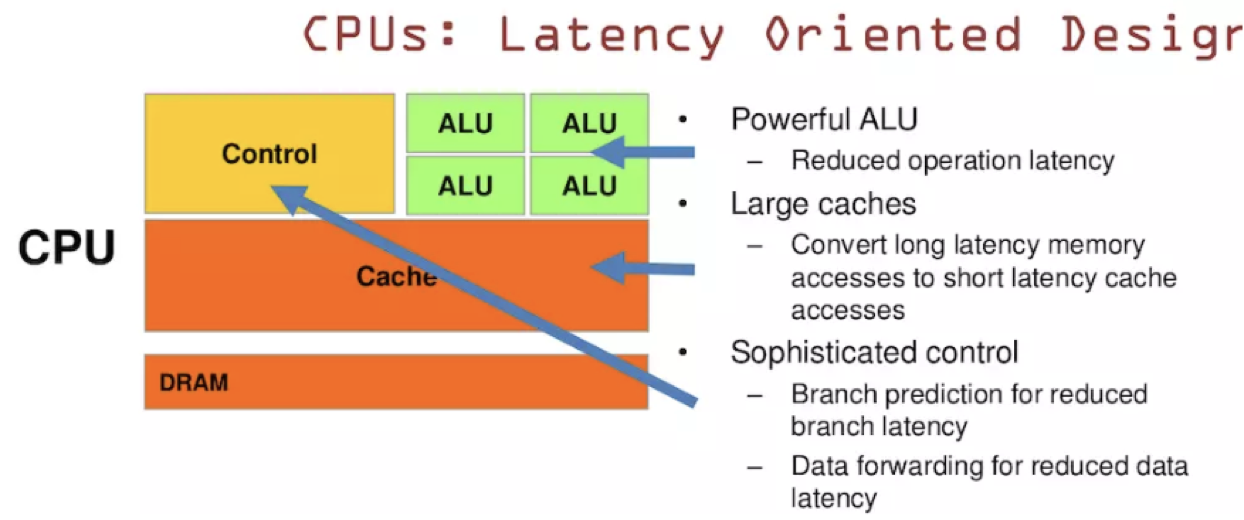 CPUs: Latency Oriented Desigr
Control
ALU ALU
ALU ALU
CPU
Cache
DRAM
• Powerful ALU
– Reduced operation latency
• Large caches
– Convert long latency memory
accesses to short latency cache
accesses
• Sophisticated control
– Branch prediction for reduced
branch latency
– Data forwarding for reduced data
latency